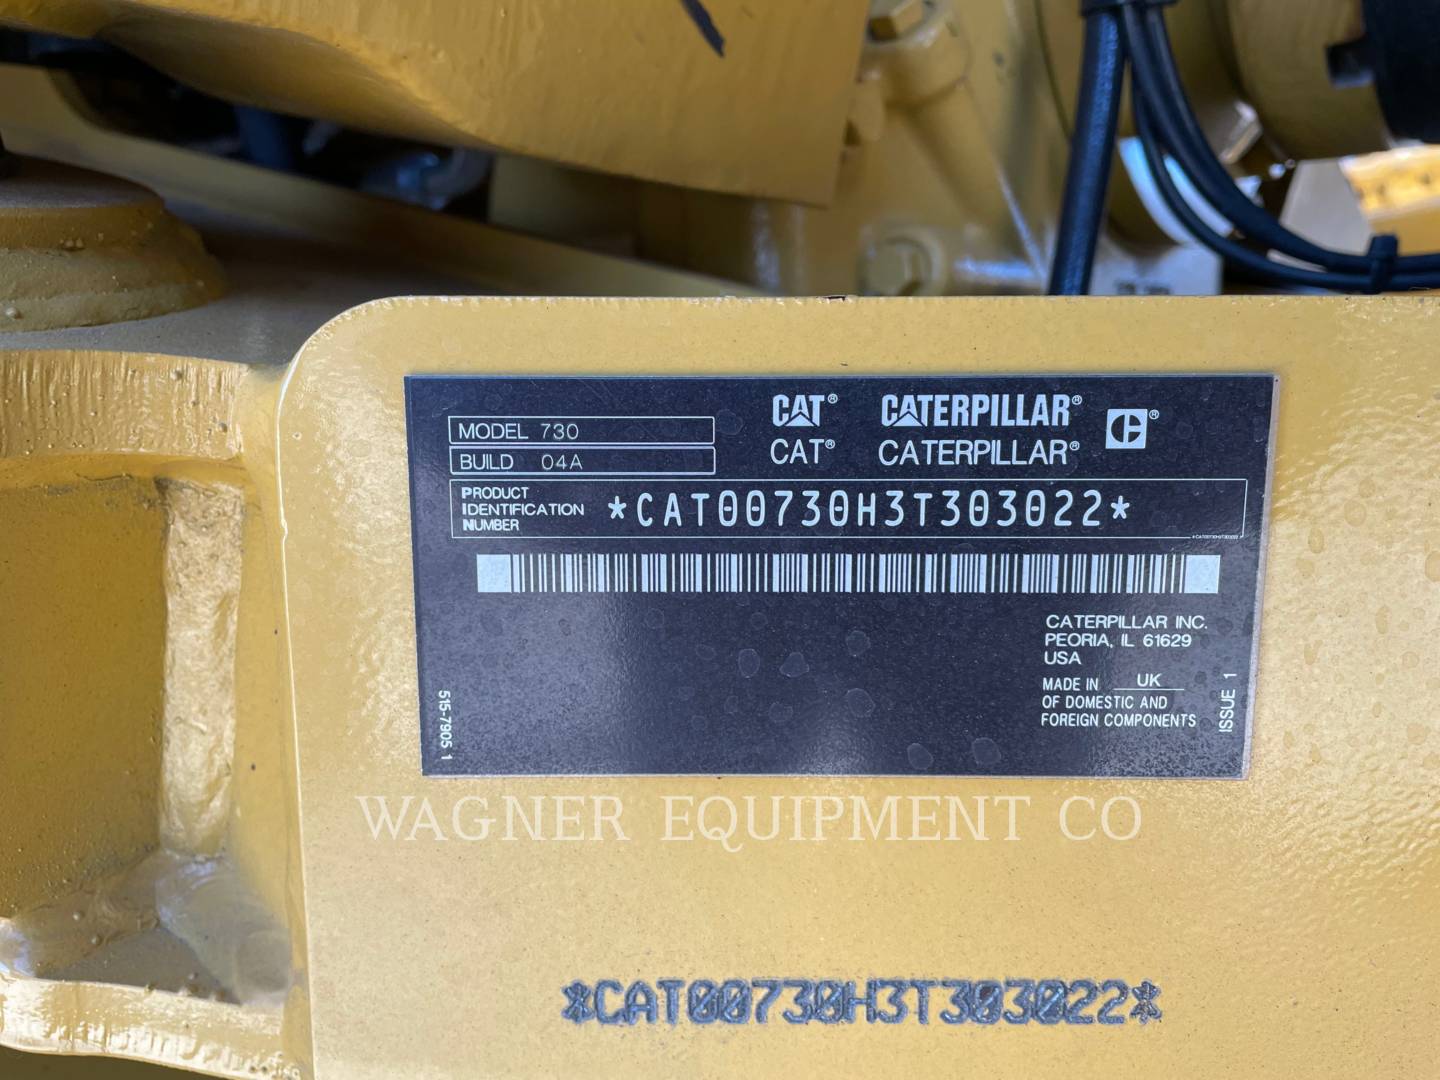 MODEL 730
BUILD 04A
CAT® CATERPILLAR® C®
CAT® CATERPILLAR®
PRODUCT
IDENTIFICATION
NUMBER
*CAT00730H3T303022*
*CAT00730H3T303022*
CATERPILLAR INC.
PEORIA, IL 61629
USA
MADE IN UK
OF DOMESTIC AND
FOREIGN COMPONENTS
515-7905 1
ISSUE 1
WAGNER EQUIPMENT CO
*CAT00730H3T303022*